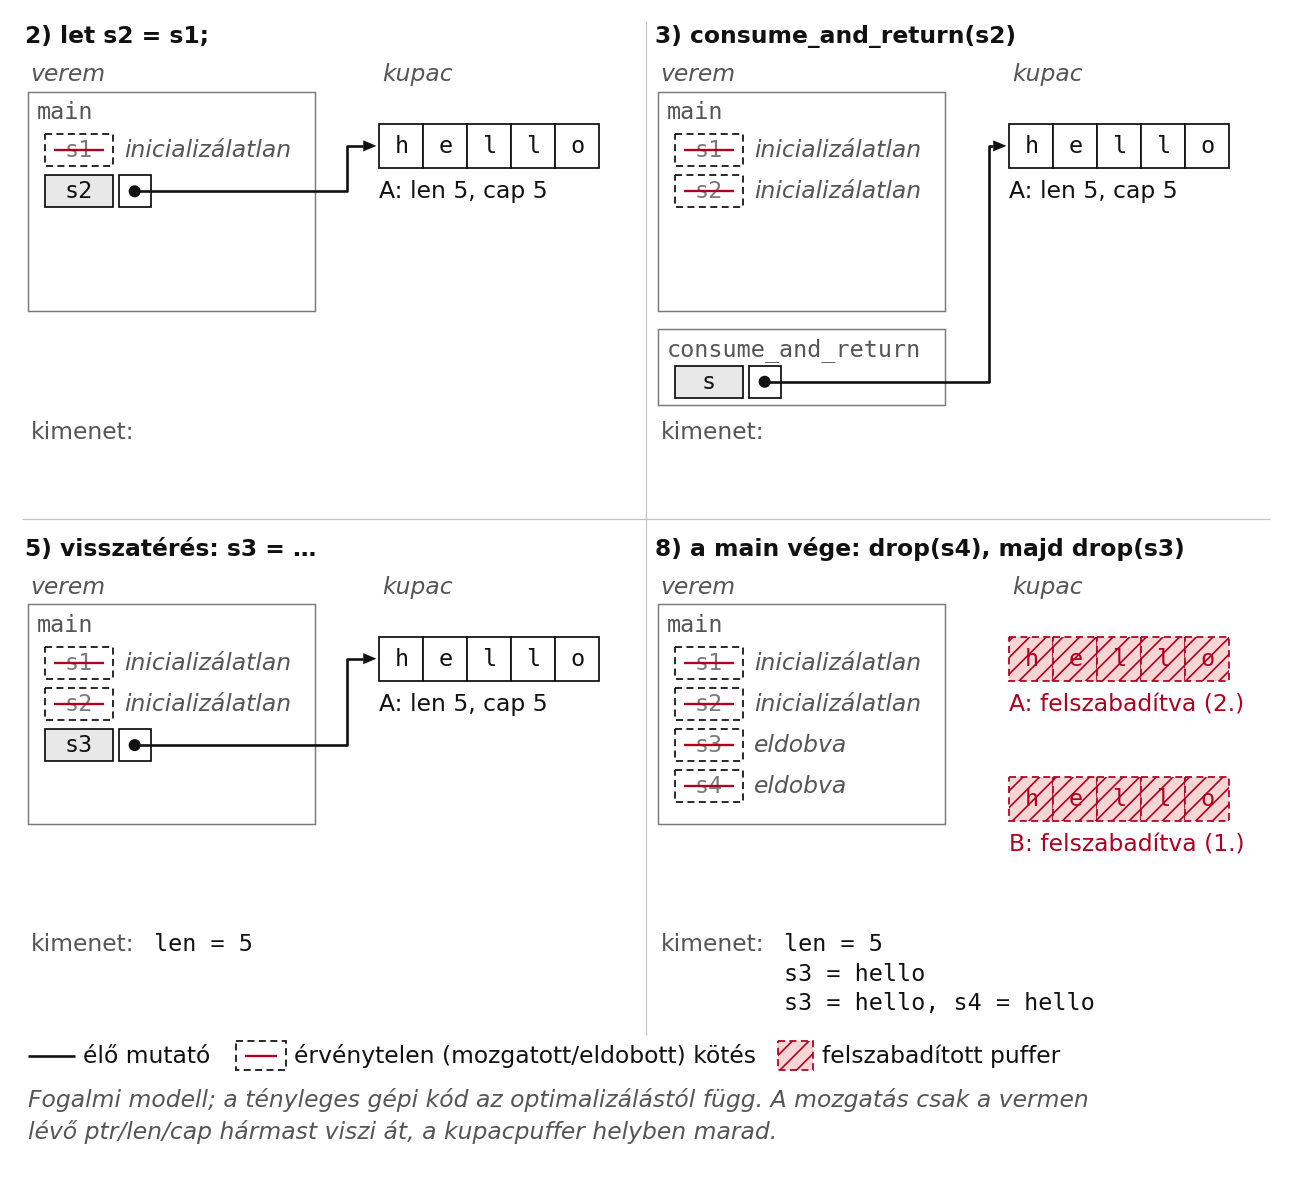 2) let s2 = s1;
verem kupac
main
s1 inicializálatlan
h e l l o
s2
A: len 5, cap 5
kimenet:
3) consume_and_return(s2)
verem kupac
main
s1 inicializálatlan
h e l l o
s2 inicializálatlan
A: len 5, cap 5
consume_and_return
s
kimenet:
5) visszatérés: s3 = …
verem kupac
main
s1 inicializálatlan
h e l l o
s2 inicializálatlan
A: len 5, cap 5
s3
kimenet: len = 5
8) a main vége: drop(s4), majd drop(s3)
verem kupac
main
s1 inicializálatlan
h e l l o
s2 inicializálatlan
A: felszabadítva (2.)
s3 eldobva
s4 eldobva
h e l l o
B: felszabadítva (1.)
kimenet: len = 5
s3 = hello
s3 = hello, s4 = hello
élő mutató érvénytelen (mozgatott/eldobott) kötés felszabadított puffer
Fogalmi modell; a tényleges gépi kód az optimalizálástól függ. A mozgatás csak a vermen
lévő ptr/len/cap hármast viszi át, a kupacpuffer helyben marad.